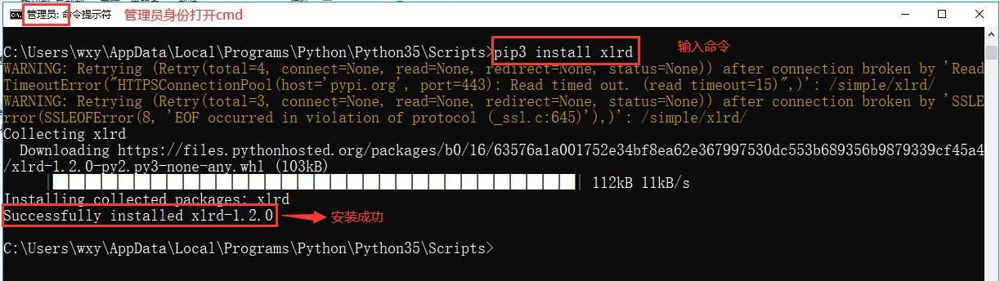 管理员: 命令提示符 管理员身份打开cmd
C:\Users\wxy\AppData\Local\Programs\Python\Python35\Scripts>pip3 install xlrd 输入命令
WARNING: Retrying (Retry(total=4, connect=None, read=None, redirect=None, status=None)) after connection broken by 'Read
TimeoutError("HTTPSConnectionPool(host='pypi.org', port=443): Read timed out. (read timeout=15)",)': /simple/xlrd/
WARNING: Retrying (Retry(total=3, connect=None, read=None, redirect=None, status=None)) after connection broken by 'SSLE
rror(SSLEOFError(8, 'EOF occurred in violation of protocol (_ssl.c:645)'),)': /simple/xlrd/
Collecting xlrd
Downloading https://files.pythonhosted.org/packages/b0/16/63576a1a001752e34bf8ea62e367997530dc553b689356b9879339cf45a4
/xlrd-1.2.0-py2.py3-none-any.whl (103kB)
112kB 11kB/s
Installing collected packages: xlrd
Successfully installed xlrd-1.2.0 安装成功
C:\Users\wxy\AppData\Local\Programs\Python\Python35\Scripts>